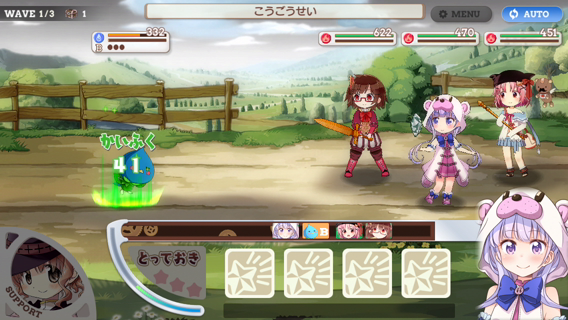 WAVE 1/3 1
こうごうせい
MENU
AUTO
332
B
622
470
451
かいふく
41
B
とっておき
SUPPORT